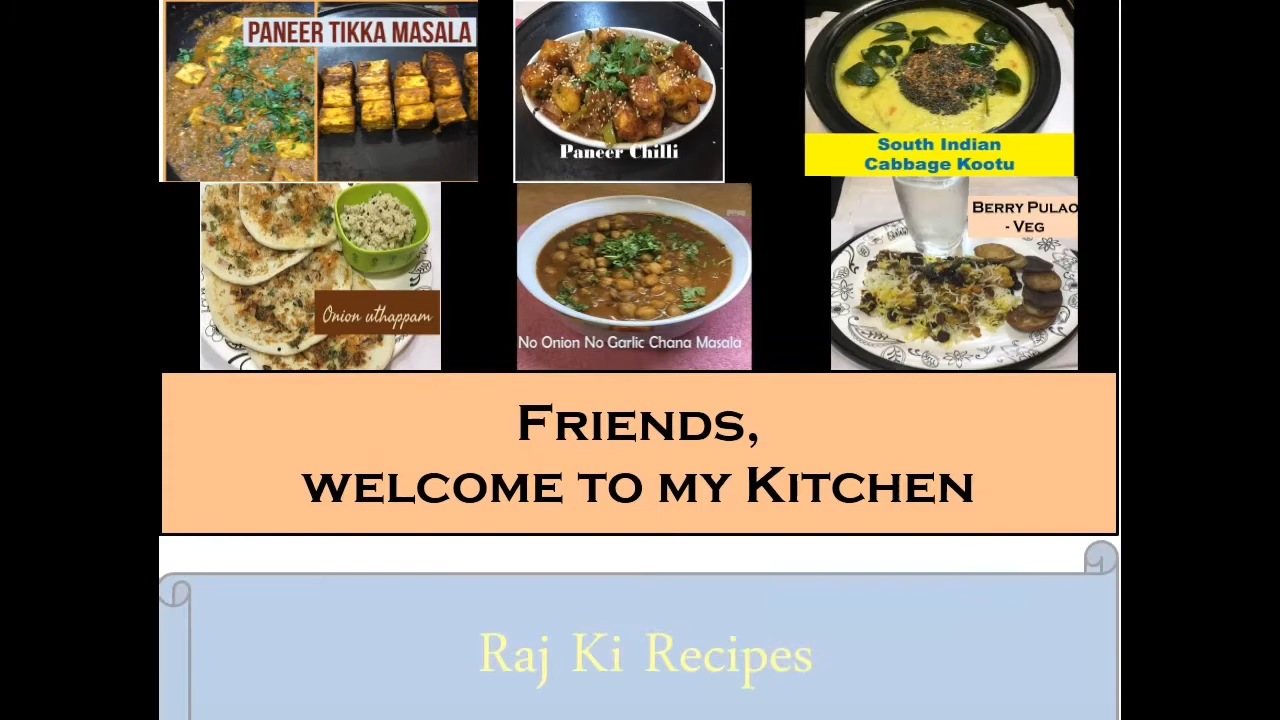 PANEER TIKKA MASALA
Paneer Chilli
South Indian
Cabbage Kootu
Onion uthappam
No Onion No Garlic Chana Masala
BERRY PULAO
- VEG
FRIENDS,
WELCOME TO MY KITCHEN
Raj Ki Recipes